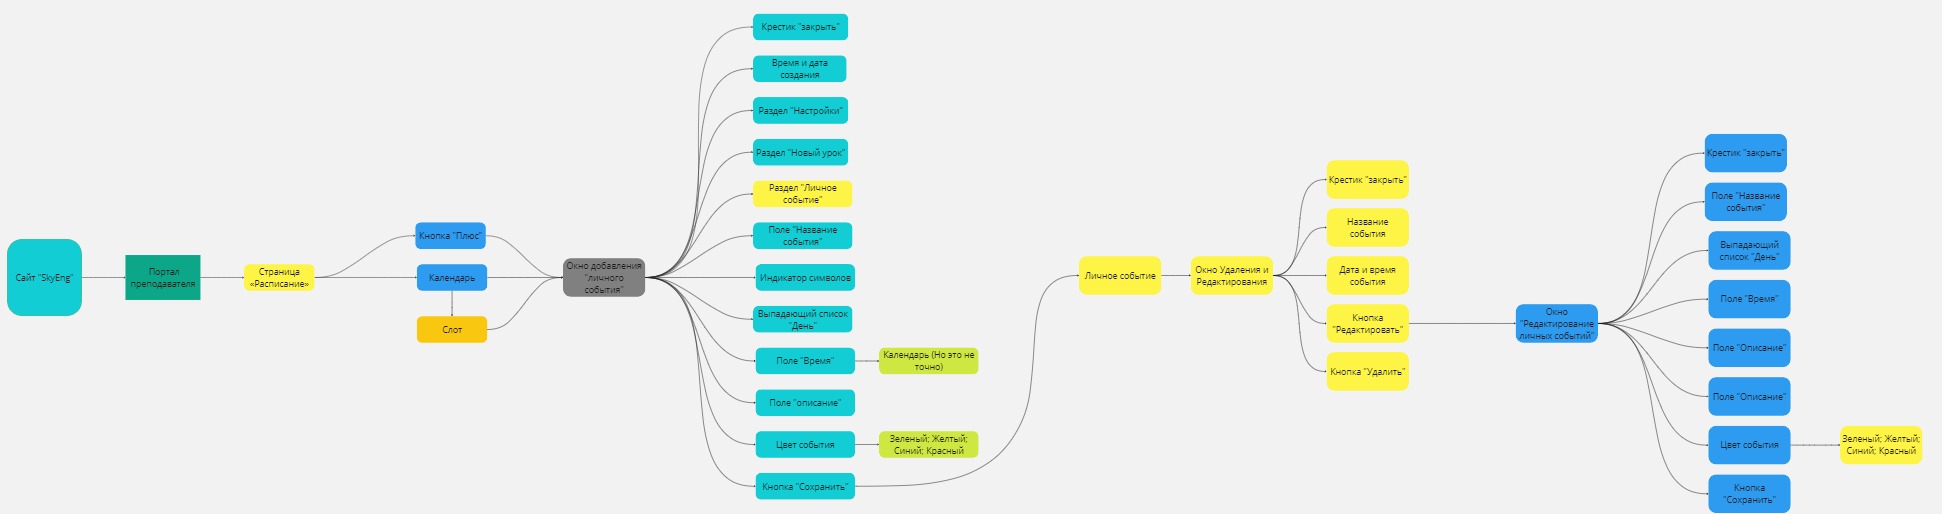 Сайт "SkyEng"
Портал
преподавателя
Страница
«Расписание»
Кнопка "Плюс"
Календарь
Слот
Окно добавления
"личного
события"
Крестик "закрыть"
Время и дата
создания
Раздел "Настройки"
Раздел "Новый урок"
Раздел "Личное
событие"
Поле "Название
события"
Индикатор символов
Выпадающий список
"День"
Поле "Время"
Календарь (Но это не
точно)
Поле "описание"
Цвет события
Зеленый; Желтый;
Синий; Красный
Кнопка "Сохранить"
Личное событие
Окно Удаления и
Редактирования
Крестик "закрыть"
Название
события
Дата и время
события
Кнопка
"Редактировать"
Кнопка "Удалить"
Окно
"Редактирование
личных событий"
Крестик "закрыть"
Поле "Название
события"
Выпадающий
список "День"
Поле "Время"
Поле "Описание"
Поле "Описание"
Цвет события
Зеленый; Желтый;
Синий; Красный
Кнопка
"Сохранить"